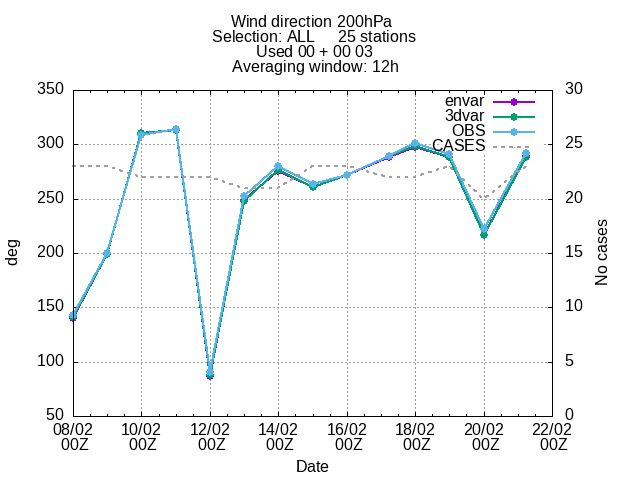 Wind direction 200hPa
Selection: ALL 25 stations
Used 00 + 00 03
Averaging window: 12h
350 30
envar
3dvar
OBS
CASES
300 25
250 20
deg
200 15
No cases
150 10
100 5
50 0
08/02 10/02 12/02 14/02 16/02 18/02 20/02 22/02
00Z 00Z 00Z 00Z 00Z 00Z 00Z 00Z
Date